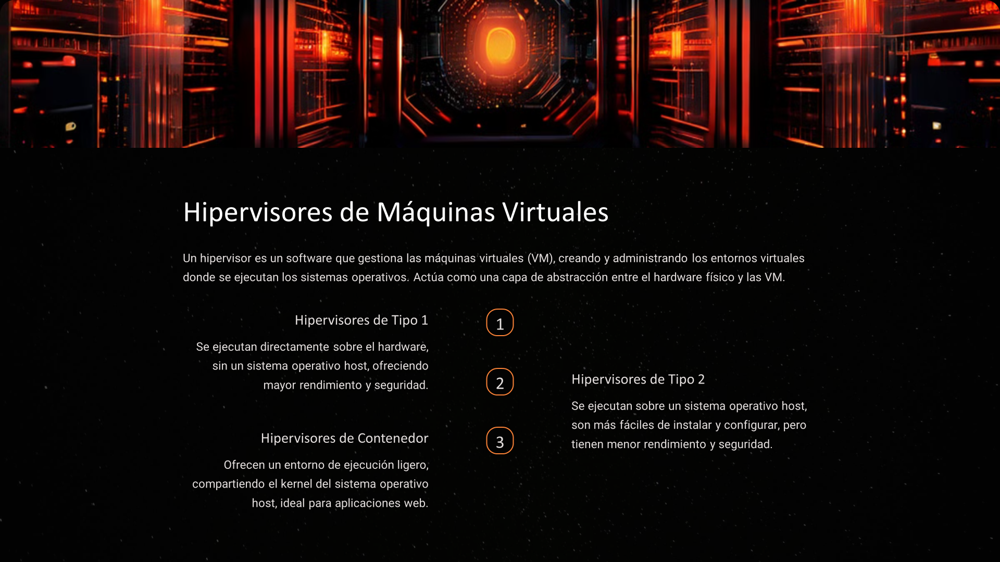 Hipervisores de Máquinas Virtuales
Un hipervisor es un software que gestiona las máquinas virtuales (VM), creando y administrando los entornos virtuales
donde se ejecutan los sistemas operativos. Actúa como una capa de abstracción entre el hardware físico y las VM.
Hipervisores de Tipo 1
Se ejecutan directamente sobre el hardware,
sin un sistema operativo host, ofreciendo
mayor rendimiento y seguridad.
1
2
Hipervisores de Tipo 2
Se ejecutan sobre un sistema operativo host,
son más fáciles de instalar y configurar, pero
tienen menor rendimiento y seguridad.
Hipervisores de Contenedor
Ofrecen un entorno de ejecución ligero,
compartiendo el kernel del sistema operativo
host, ideal para aplicaciones web.
3